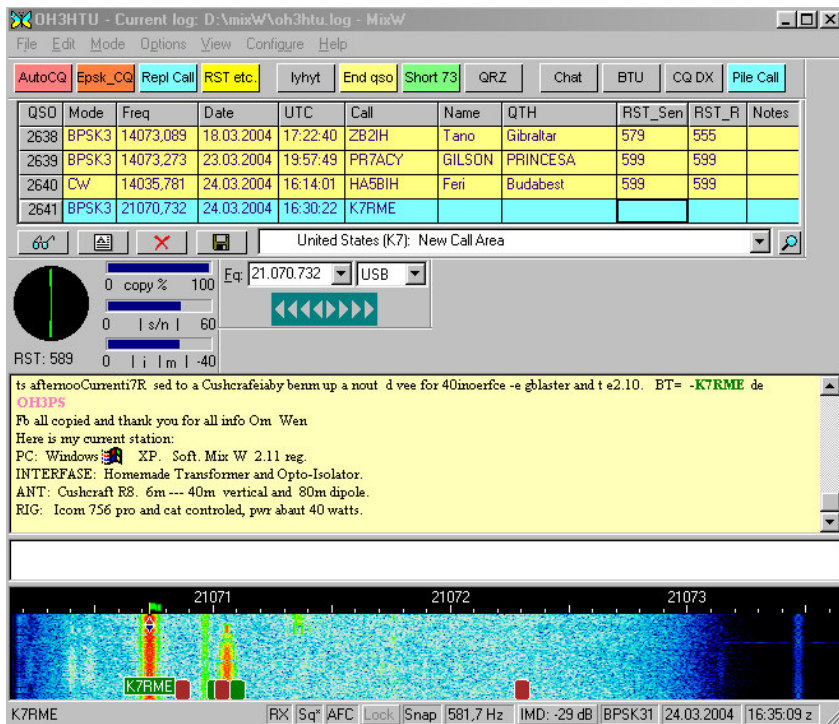 OH3HTU - Current log: D:\mixW\oh3htu.log - MixW
File Edit Mode Options View Configure Help
AutoCQ Epsk_CQ Repl Call RST etc. lyhyt End qso Short 73 QRZ Chat BTU CQ DX Pile Call
QSO Mode Freq Date UTC Call Name QTH RST_Sen RST_R Notes
2638 BPSK3 14073,089 18.03.2004 17:22:40 ZB2IH Tano Gibraltar 579 555
2639 BPSK3 14073,273 23.03.2004 19:57:49 PR7ACY GILSON PRINCESA 599 599
2640 CW 14035,781 24.03.2004 16:14:01 HA5BIH Feri Budabest 599 599
2641 BPSK3 21070,732 24.03.2004 16:30:22 K7RME
United States (K7): New Call Area
0 copy % 100 Fq: 21.070.732 USB
0 | s/n | 60
RST: 589 0 | i | m | -40
ts afternooCurrenti7R sed to a Cushcrafeiaby benm up a nout d vee for 40inoerfce -e gblaster and t e2.10. BT= -K7RME de
OH3PS
Fb all copied and thank you for all info Om Wen
Here is my current station:
PC: Windows XP. Soft. Mix W 2.11 reg.
INTERFASE: Homemade Transformer and Opto-Isolator.
ANT: Cushcraft R8. 6m --- 40m vertical and 80m dipole.
RIG: Icom 756 pro and cat controled, pwr abaut 40 watts.
21071 21072 21073
K7RME
K7RME RX Sq* AFC Lock Snap 581,7 Hz IMD: -29 dB BPSK31 24.03.2004 16:35:09 z